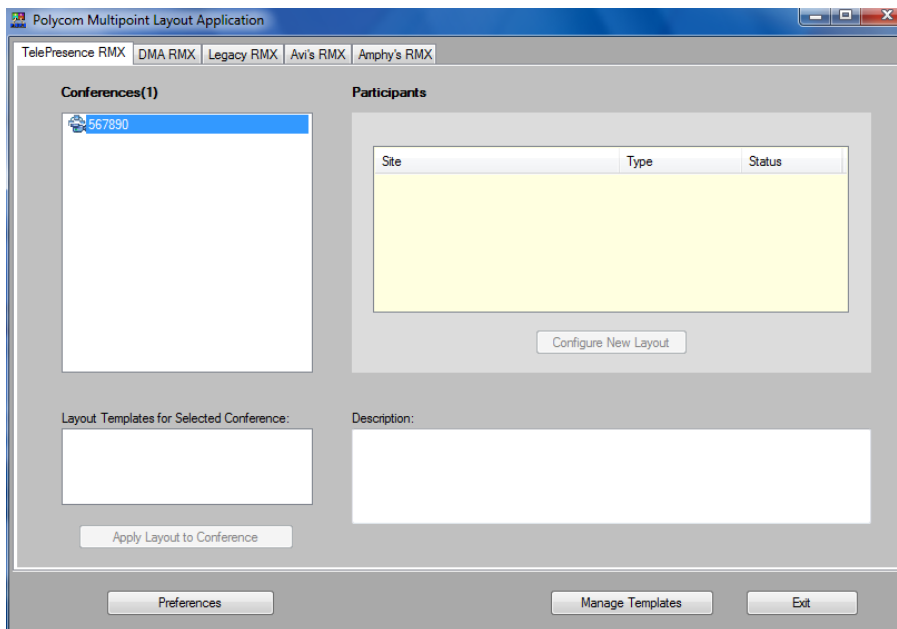 Polycom Multipoint Layout Application
TelePresence RMX DMA RMX Legacy RMX Avi's RMX Amphy's RMX
Conferences(1)
Participants
567890
Site Type Status
Configure New Layout
Layout Templates for Selected Conference:
Description:
Apply Layout to Conference
Preferences Manage Templates Exit